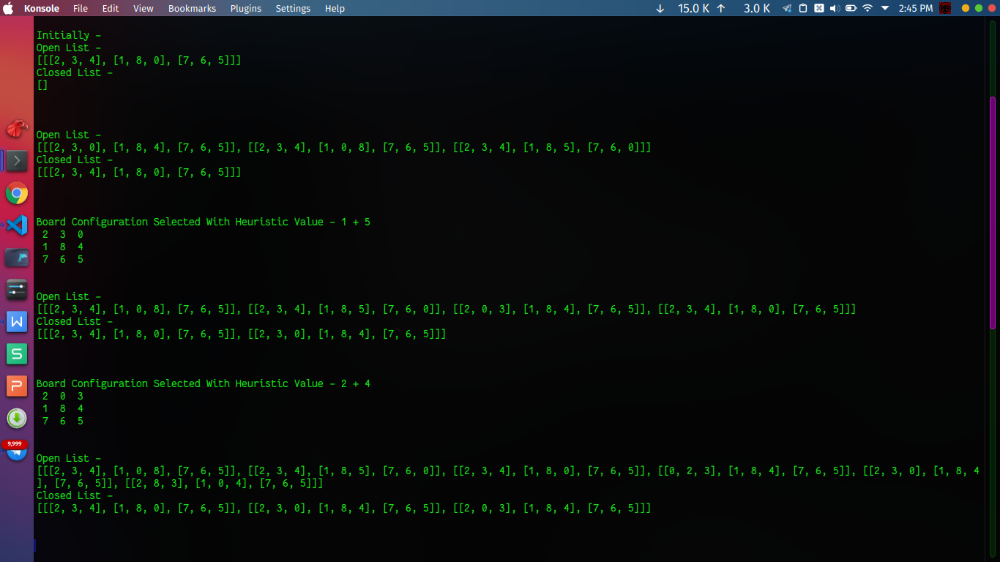 Konsole File Edit View Bookmarks Plugins Settings Help ↓ 15.0 K ↑ 3.0 K 2:45 PM
Initially -
Open List -
[[[2, 3, 4], [1, 8, 0], [7, 6, 5]]]
Closed List -
[]
Open List -
[[[2, 3, 0], [1, 8, 4], [7, 6, 5]], [[2, 3, 4], [1, 0, 8], [7, 6, 5]], [[2, 3, 4], [1, 8, 5], [7, 6, 0]]]
Closed List -
[[[2, 3, 4], [1, 8, 0], [7, 6, 5]]]
Board Configuration Selected With Heuristic Value - 1 + 5
2 3 0
1 8 4
7 6 5
Open List -
[[[2, 3, 4], [1, 0, 8], [7, 6, 5]], [[2, 3, 4], [1, 8, 5], [7, 6, 0]], [[2, 0, 3], [1, 8, 4], [7, 6, 5]], [[2, 3, 4], [1, 8, 0], [7, 6, 5]]]
Closed List -
[[[2, 3, 4], [1, 8, 0], [7, 6, 5]], [[2, 3, 0], [1, 8, 4], [7, 6, 5]]]
Board Configuration Selected With Heuristic Value - 2 + 4
2 0 3
1 8 4
7 6 5
9,999
Open List -
[[[2, 3, 4], [1, 0, 8], [7, 6, 5]], [[2, 3, 4], [1, 8, 5], [7, 6, 0]], [[2, 3, 4], [1, 8, 0], [7, 6, 5]], [[0, 2, 3], [1, 8, 4], [7, 6, 5]], [[2, 3, 0], [1, 8, 4
], [7, 6, 5]], [[2, 8, 3], [1, 0, 4], [7, 6, 5]]]
Closed List -
[[[2, 3, 4], [1, 8, 0], [7, 6, 5]], [[2, 3, 0], [1, 8, 4], [7, 6, 5]], [[2, 0, 3], [1, 8, 4], [7, 6, 5]]]